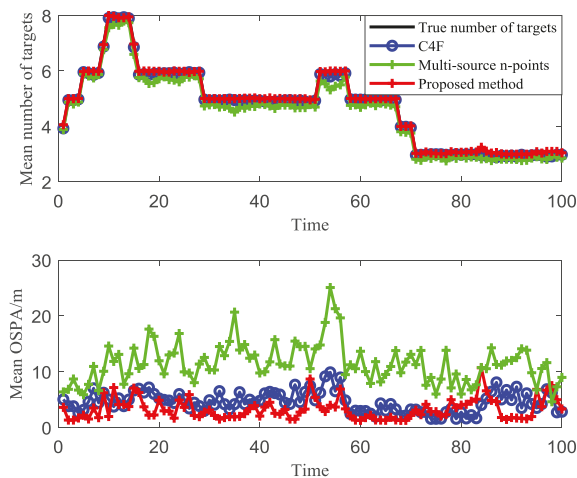 Mean number of targets
8
6
4
2
0
20
40
60
80
100
Time
True number of targets
C4F
Multi-source n-points
Proposed method
Mean OSPA/m
30
20
10
0
0
20
40
60
80
100
Time